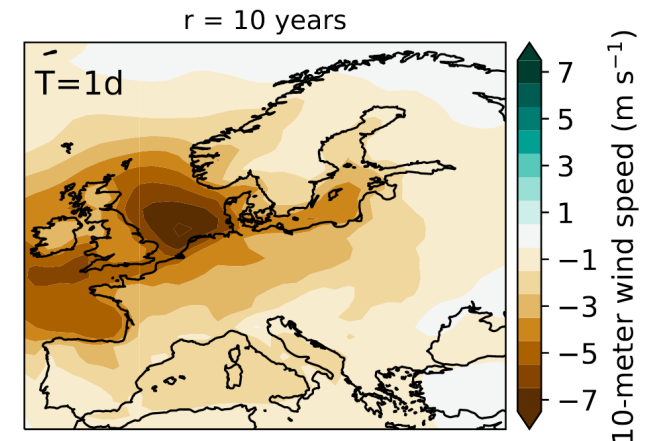 r = 10 years
T=1d
7
5
3
1
−1
−3
−5
−7
10-meter wind speed (m s⁻¹)